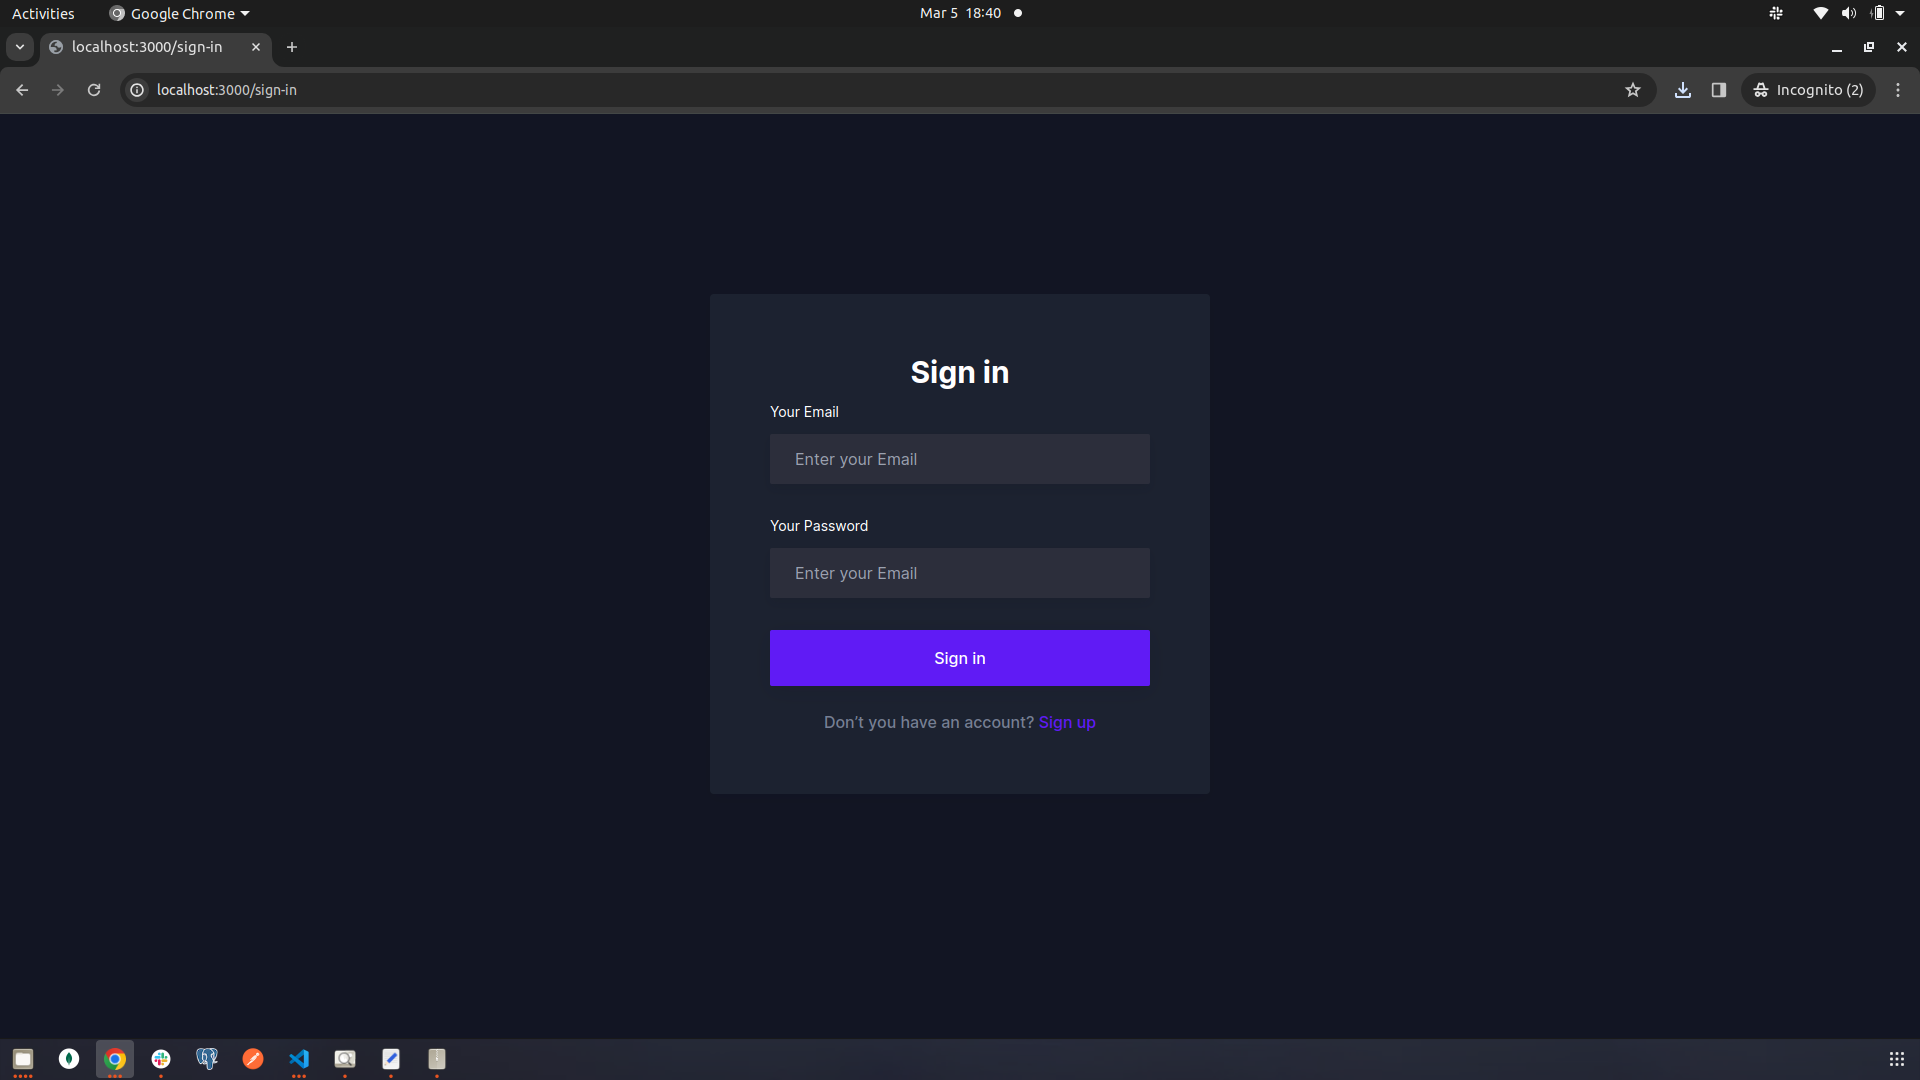 Activities
Google Chrome
Mar 5 18:40
localhost:3000/sign-in
localhost:3000/sign-in
Incognito (2)
Sign in
Your Email
Enter your Email
Your Password
Enter your Email
Sign in
Don’t you have an account? Sign up